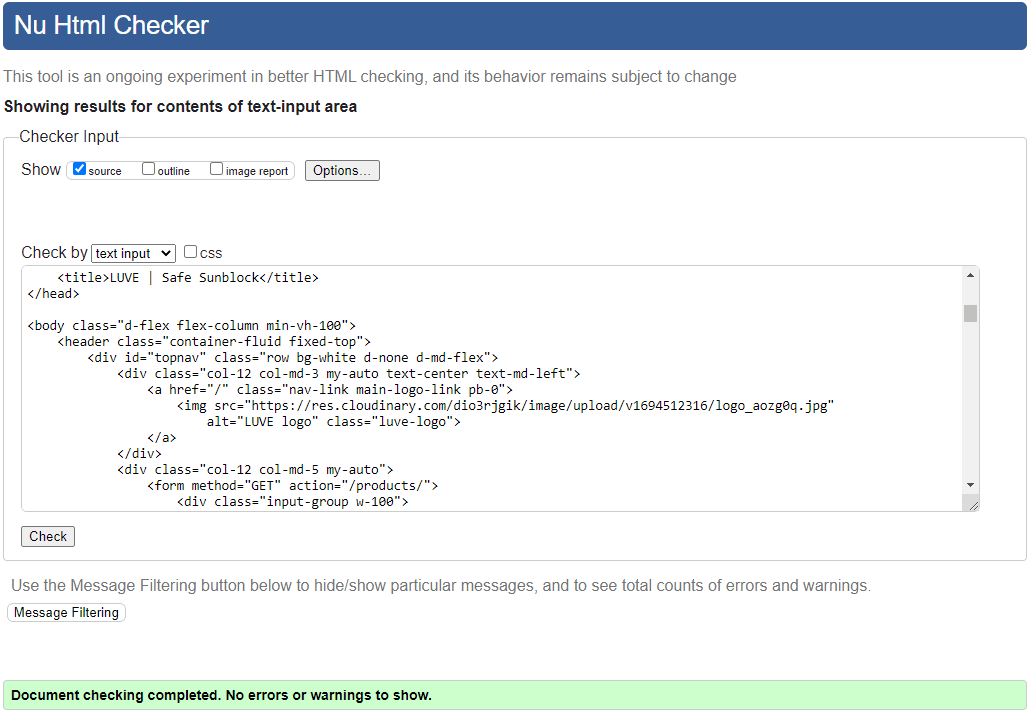 Nu Html Checker
This tool is an ongoing experiment in better HTML checking, and its behavior remains subject to change
Showing results for contents of text-input area
Checker Input
Show source outline image report Options...
Check by text input css
<title>LUVE | Safe Sunblock</title>
</head>
<body class="d-flex flex-column min-vh-100">
<header class="container-fluid fixed-top">
<div id="topnav" class="row bg-white d-none d-md-flex">
<div class="col-12 col-md-3 my-auto text-center text-md-left">
<a href="/" class="nav-link main-logo-link pb-0">
<img src="https://res.cloudinary.com/dio3rjgik/image/upload/v1694512316/logo_aozg0q.jpg"
alt="LUVE logo" class="luve-logo">
</a>
</div>
<div class="col-12 col-md-5 my-auto">
<form method="GET" action="/products/">
<div class="input-group w-100">
Check
Use the Message Filtering button below to hide/show particular messages, and to see total counts of errors and warnings.
Message Filtering
Document checking completed. No errors or warnings to show.